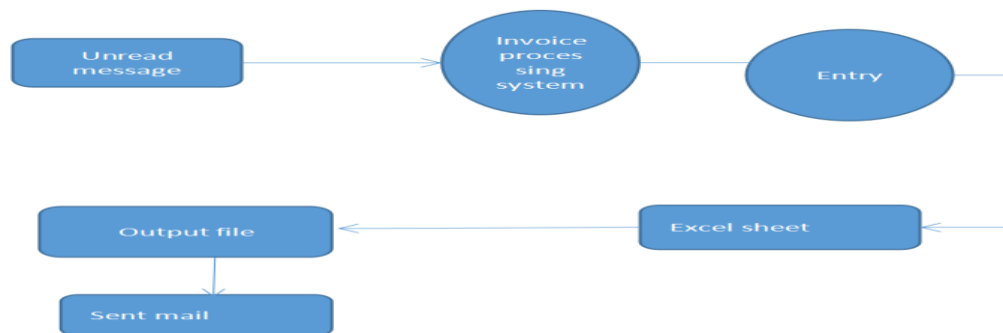 Unread
message
Invoice
proces
sing
system
Entry
Output file
Excel sheet
Sent mail